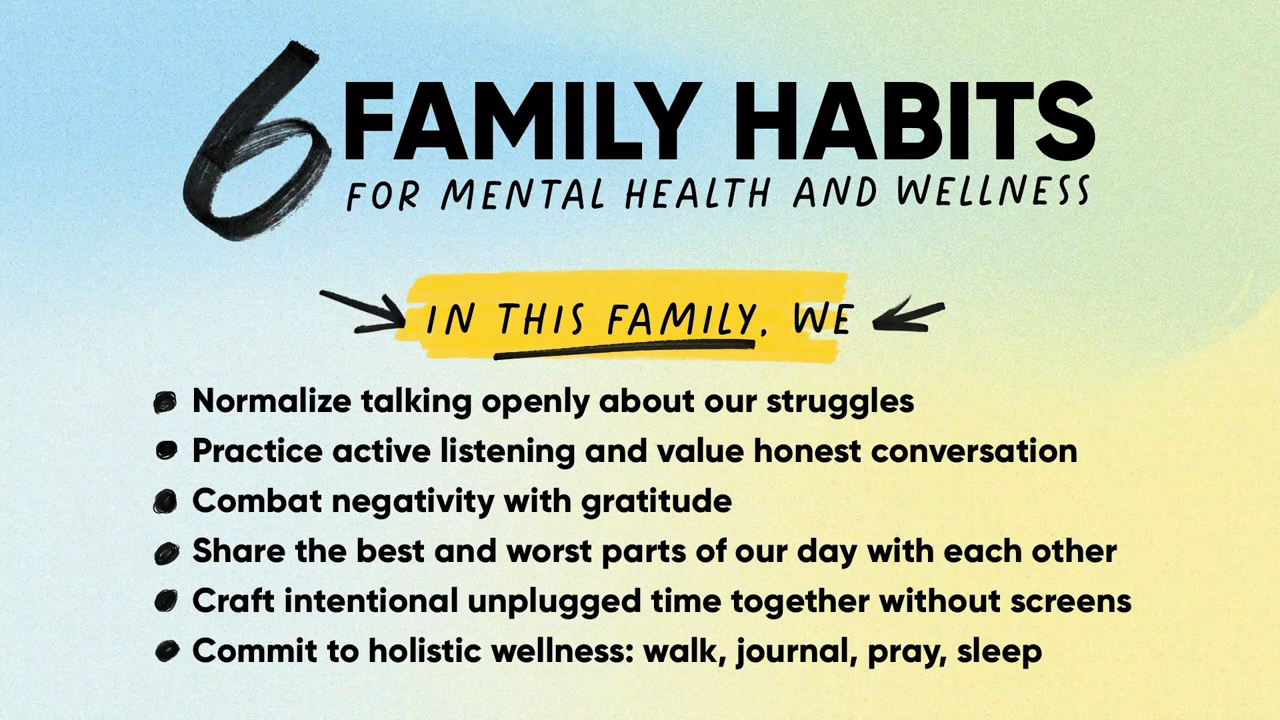 6 FAMILY HABITS
FOR MENTAL HEALTH AND WELLNESS
IN THIS FAMILY, WE
Normalize talking openly about our struggles
Practice active listening and value honest conversation
Combat negativity with gratitude
Share the best and worst parts of our day with each other
Craft intentional unplugged time together without screens
Commit to holistic wellness: walk, journal, pray, sleep